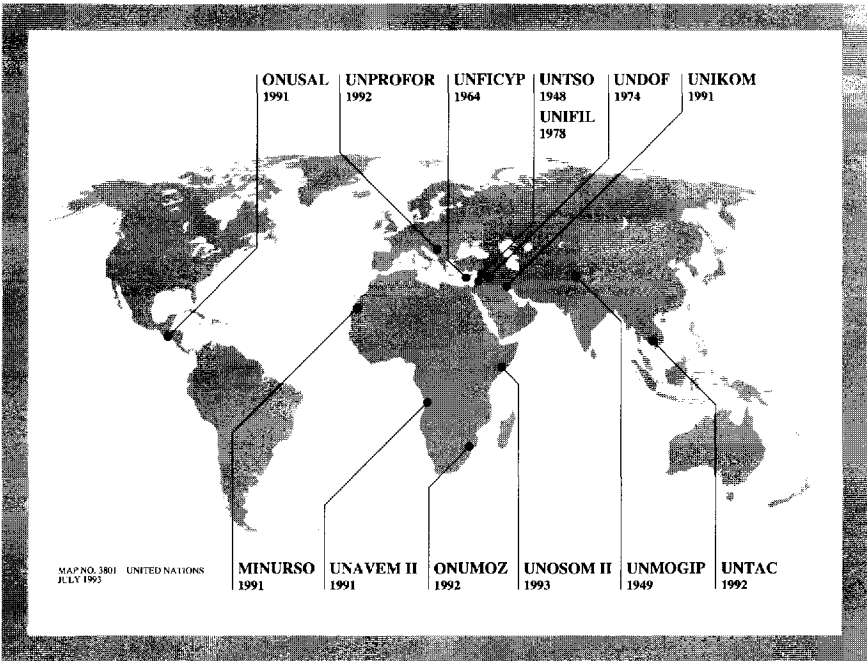 ONUSAL UNPROFOR UNFICYP UNTSO UNDOF UNIKOM
1991 1992 1964 1948 1974 1991
UNIFIL
1978
MAP NO. 3801 UNITED NATIONS
JULY 1993
MINURSO UNAVEM II ONUMOZ UNOSOM II UNMOGIP UNTAC
1991 1991 1992 1993 1949 1992